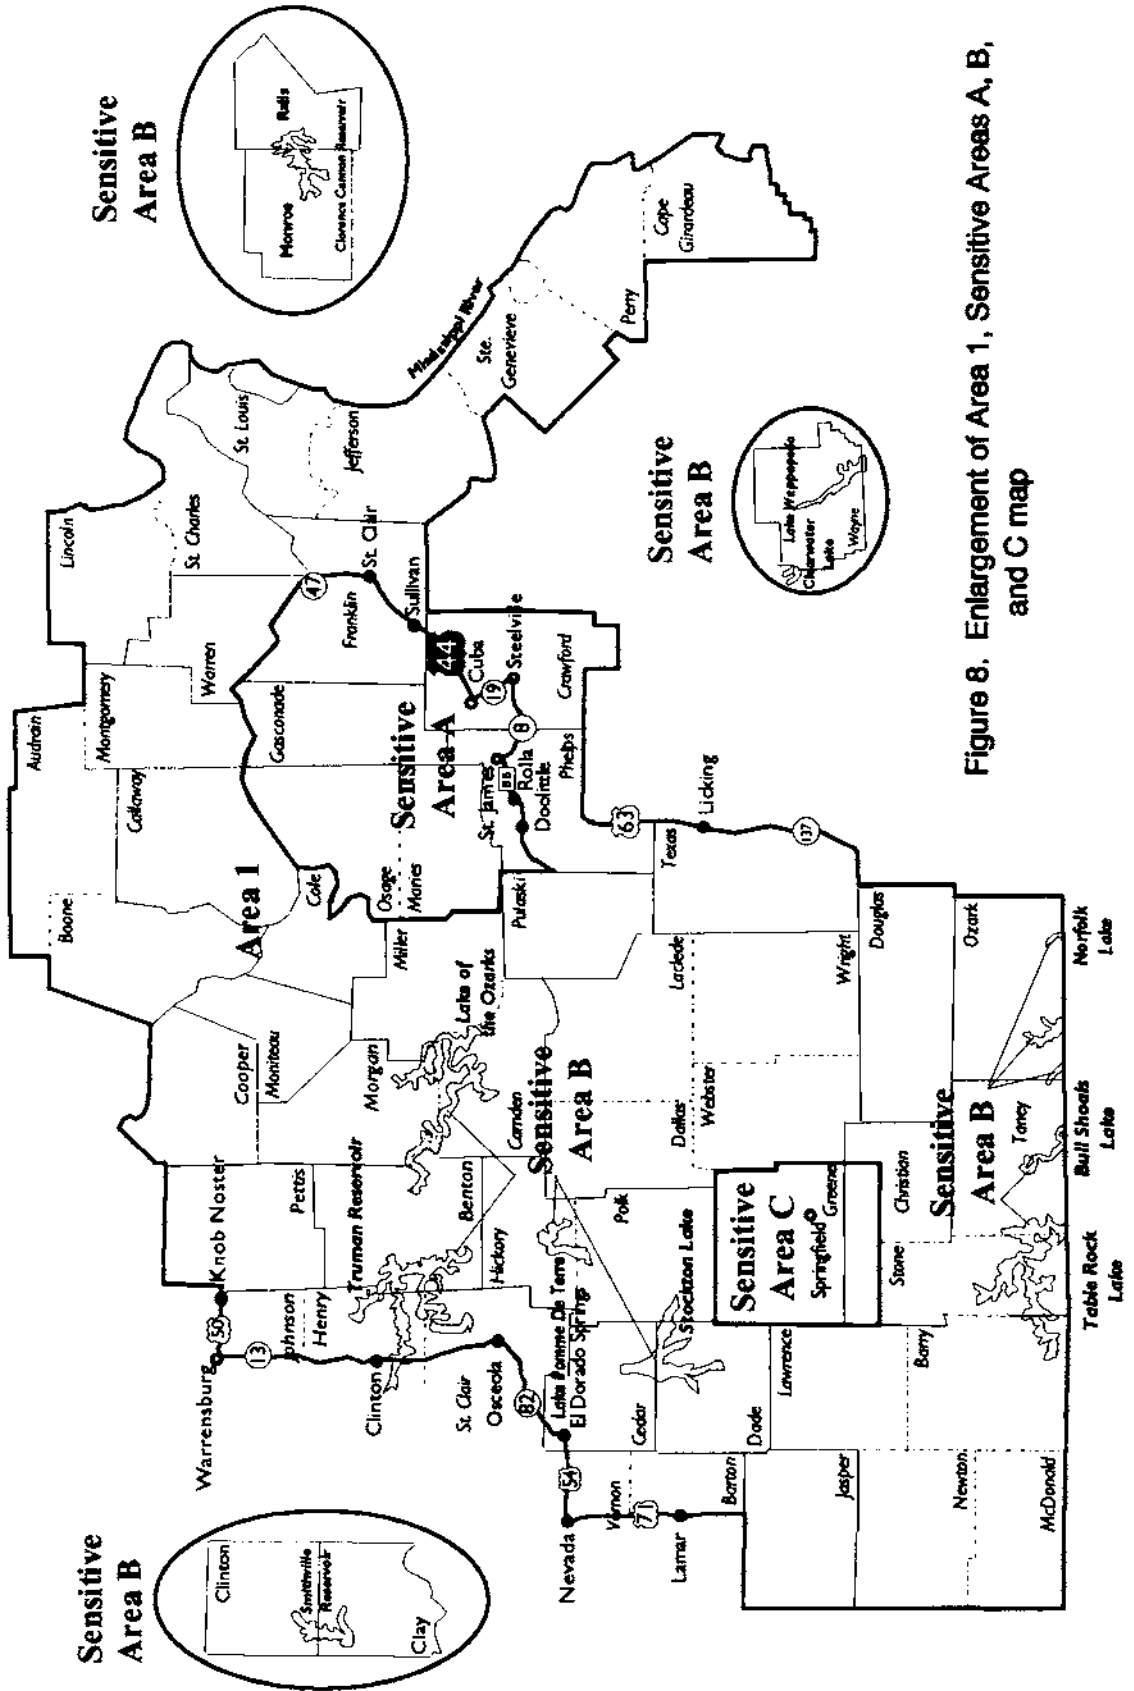 Sensitive
Area B
Clinton
Smithville
Reservoir
Clay
Sensitive
Area B
Monroe
Ralls
Clarence Cannon Reservoir
Sensitive
Area B
Lake Wappapello
Clearwater
Lake
Wayne
Warrensburg
50
Knob Noster
13
Johnson
Henry
Pettis
Cooper
Moniteau
Boone
Audrain
Callaway
Montgomery
Lincoln
Warren
St. Charles
St. Louis
Area 1
Cole
Osage
Maries
Gasconade
Franklin
47
St. Clair
Jefferson
Sullivan
44
Cuba
19
Steelville
Crawford
8
Sensitive
Area A
St. James
BB
Rolla
Doolittle
Phelps
Mississippi River
Ste.
Genevieve
Perry
Cape
Girardeau
Clinton
Truman Reservoir
Morgan
Miller
Lake of
the Ozarks
Benton
Hickory
Camden
Pulaski
St. Clair
Osceola
82
Lake Pomme De Terre
El Dorado Springs
Sensitive
Area B
54
Nevada
Vernon
71
Lamar
Cedar
Stockton Lake
Polk
Dallas
Webster
Laclede
Texas
63
Licking
137
Barton
Dade
Lawrence
Sensitive
Area C
Springfield
Greene
Wright
Douglas
Jasper
Barry
Stone
Christian
Sensitive
Area B
Taney
Ozark
Newton
McDonald
Table Rock
Lake
Bull Shoals
Lake
Norfolk
Lake
Figure 8. Enlargement of Area 1, Sensitive Areas A, B,
and C map